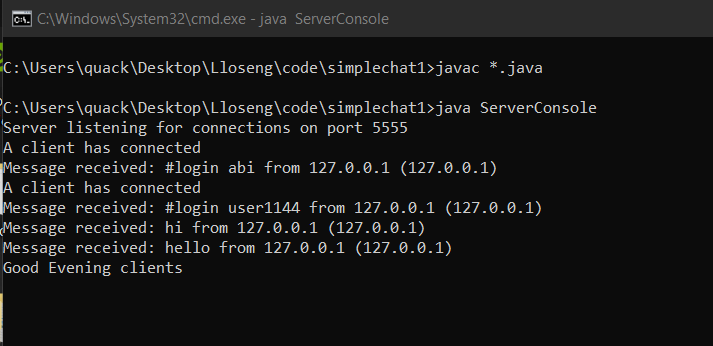 C:\Windows\System32\cmd.exe - java  ServerConsole
C:\Users\quack\Desktop\Lloseng\code\simplechat1>javac *.java
C:\Users\quack\Desktop\Lloseng\code\simplechat1>java ServerConsole
Server listening for connections on port 5555
A client has connected
Message received: #login abi from 127.0.0.1 (127.0.0.1)
A client has connected
Message received: #login user1144 from 127.0.0.1 (127.0.0.1)
Message received: hi from 127.0.0.1 (127.0.0.1)
Message received: hello from 127.0.0.1 (127.0.0.1)
Good Evening clients